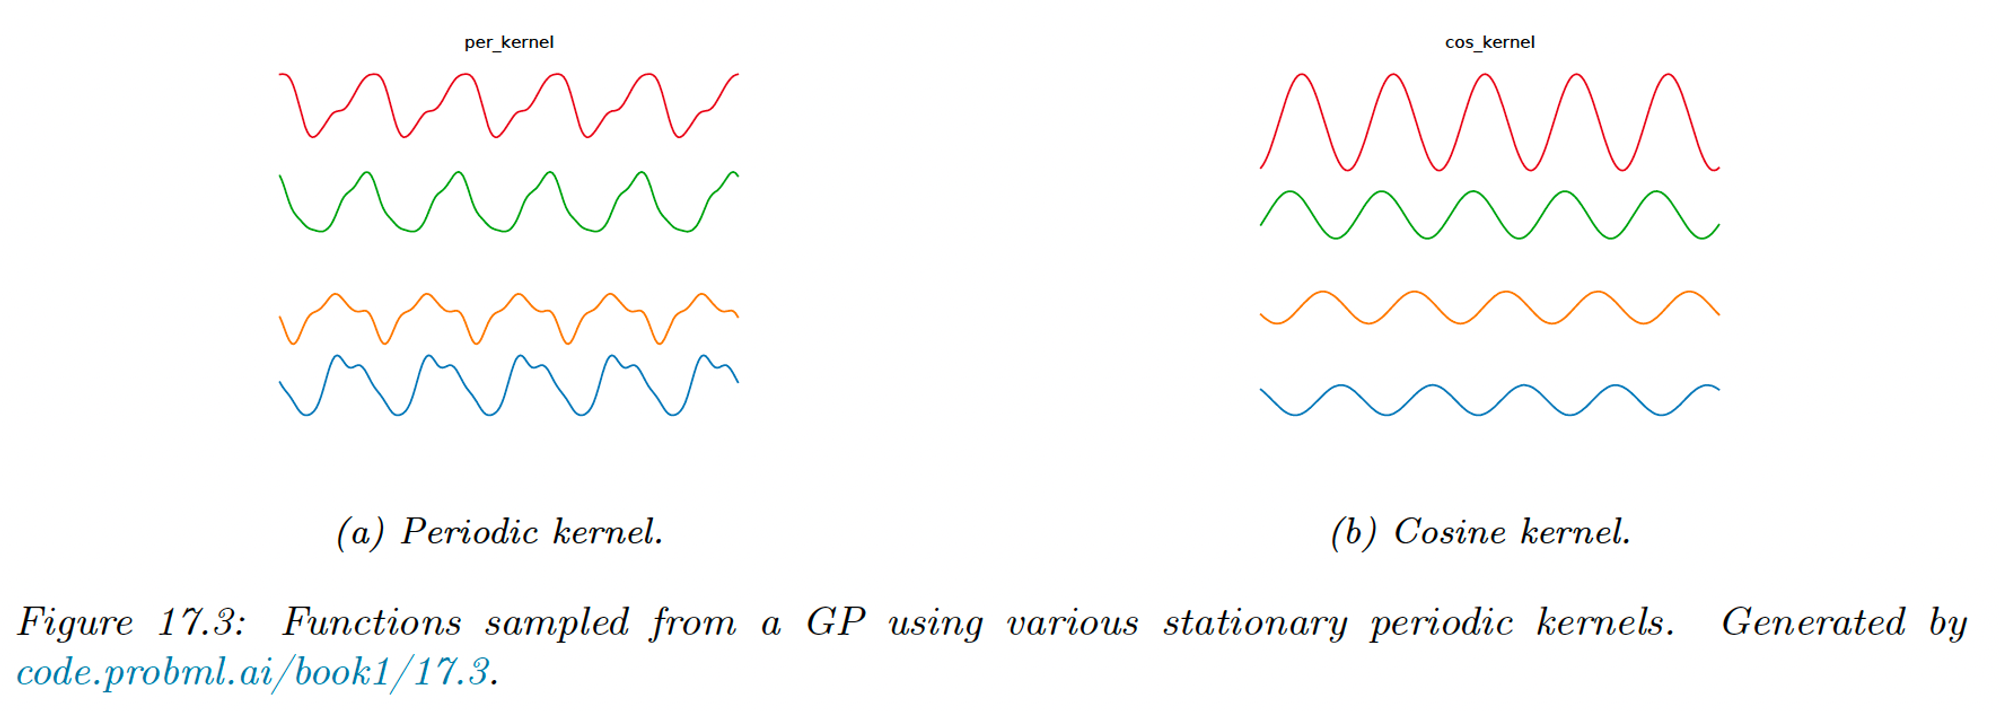 per_kernel
cos_kernel
(a) Periodic kernel.
(b) Cosine kernel.
Figure 17.3: Functions sampled from a GP using various stationary periodic kernels. Generated by
code.probml.ai/book1/17.3.